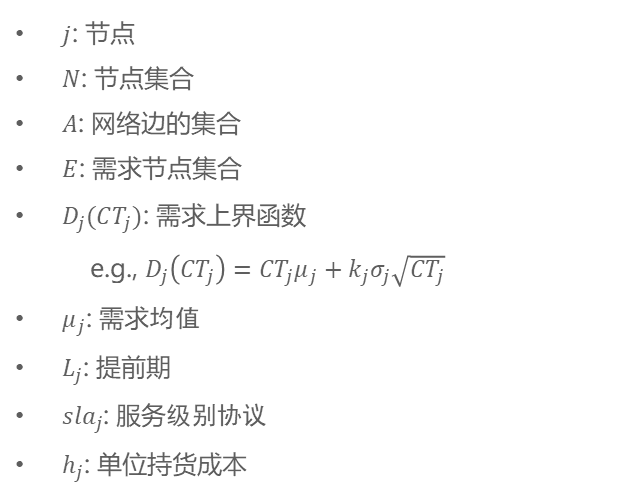 • j: 节点
• N: 节点集合
• A: 网络边的集合
• E: 需求节点集合
• D_j(CT_j): 需求上界函数
e.g., D_j(CT_j) = CT_jμ_j + k_jσ_j√CT_j
• μ_j: 需求均值
• L_j: 提前期
• sla_j: 服务级别协议
• h_j: 单位持货成本